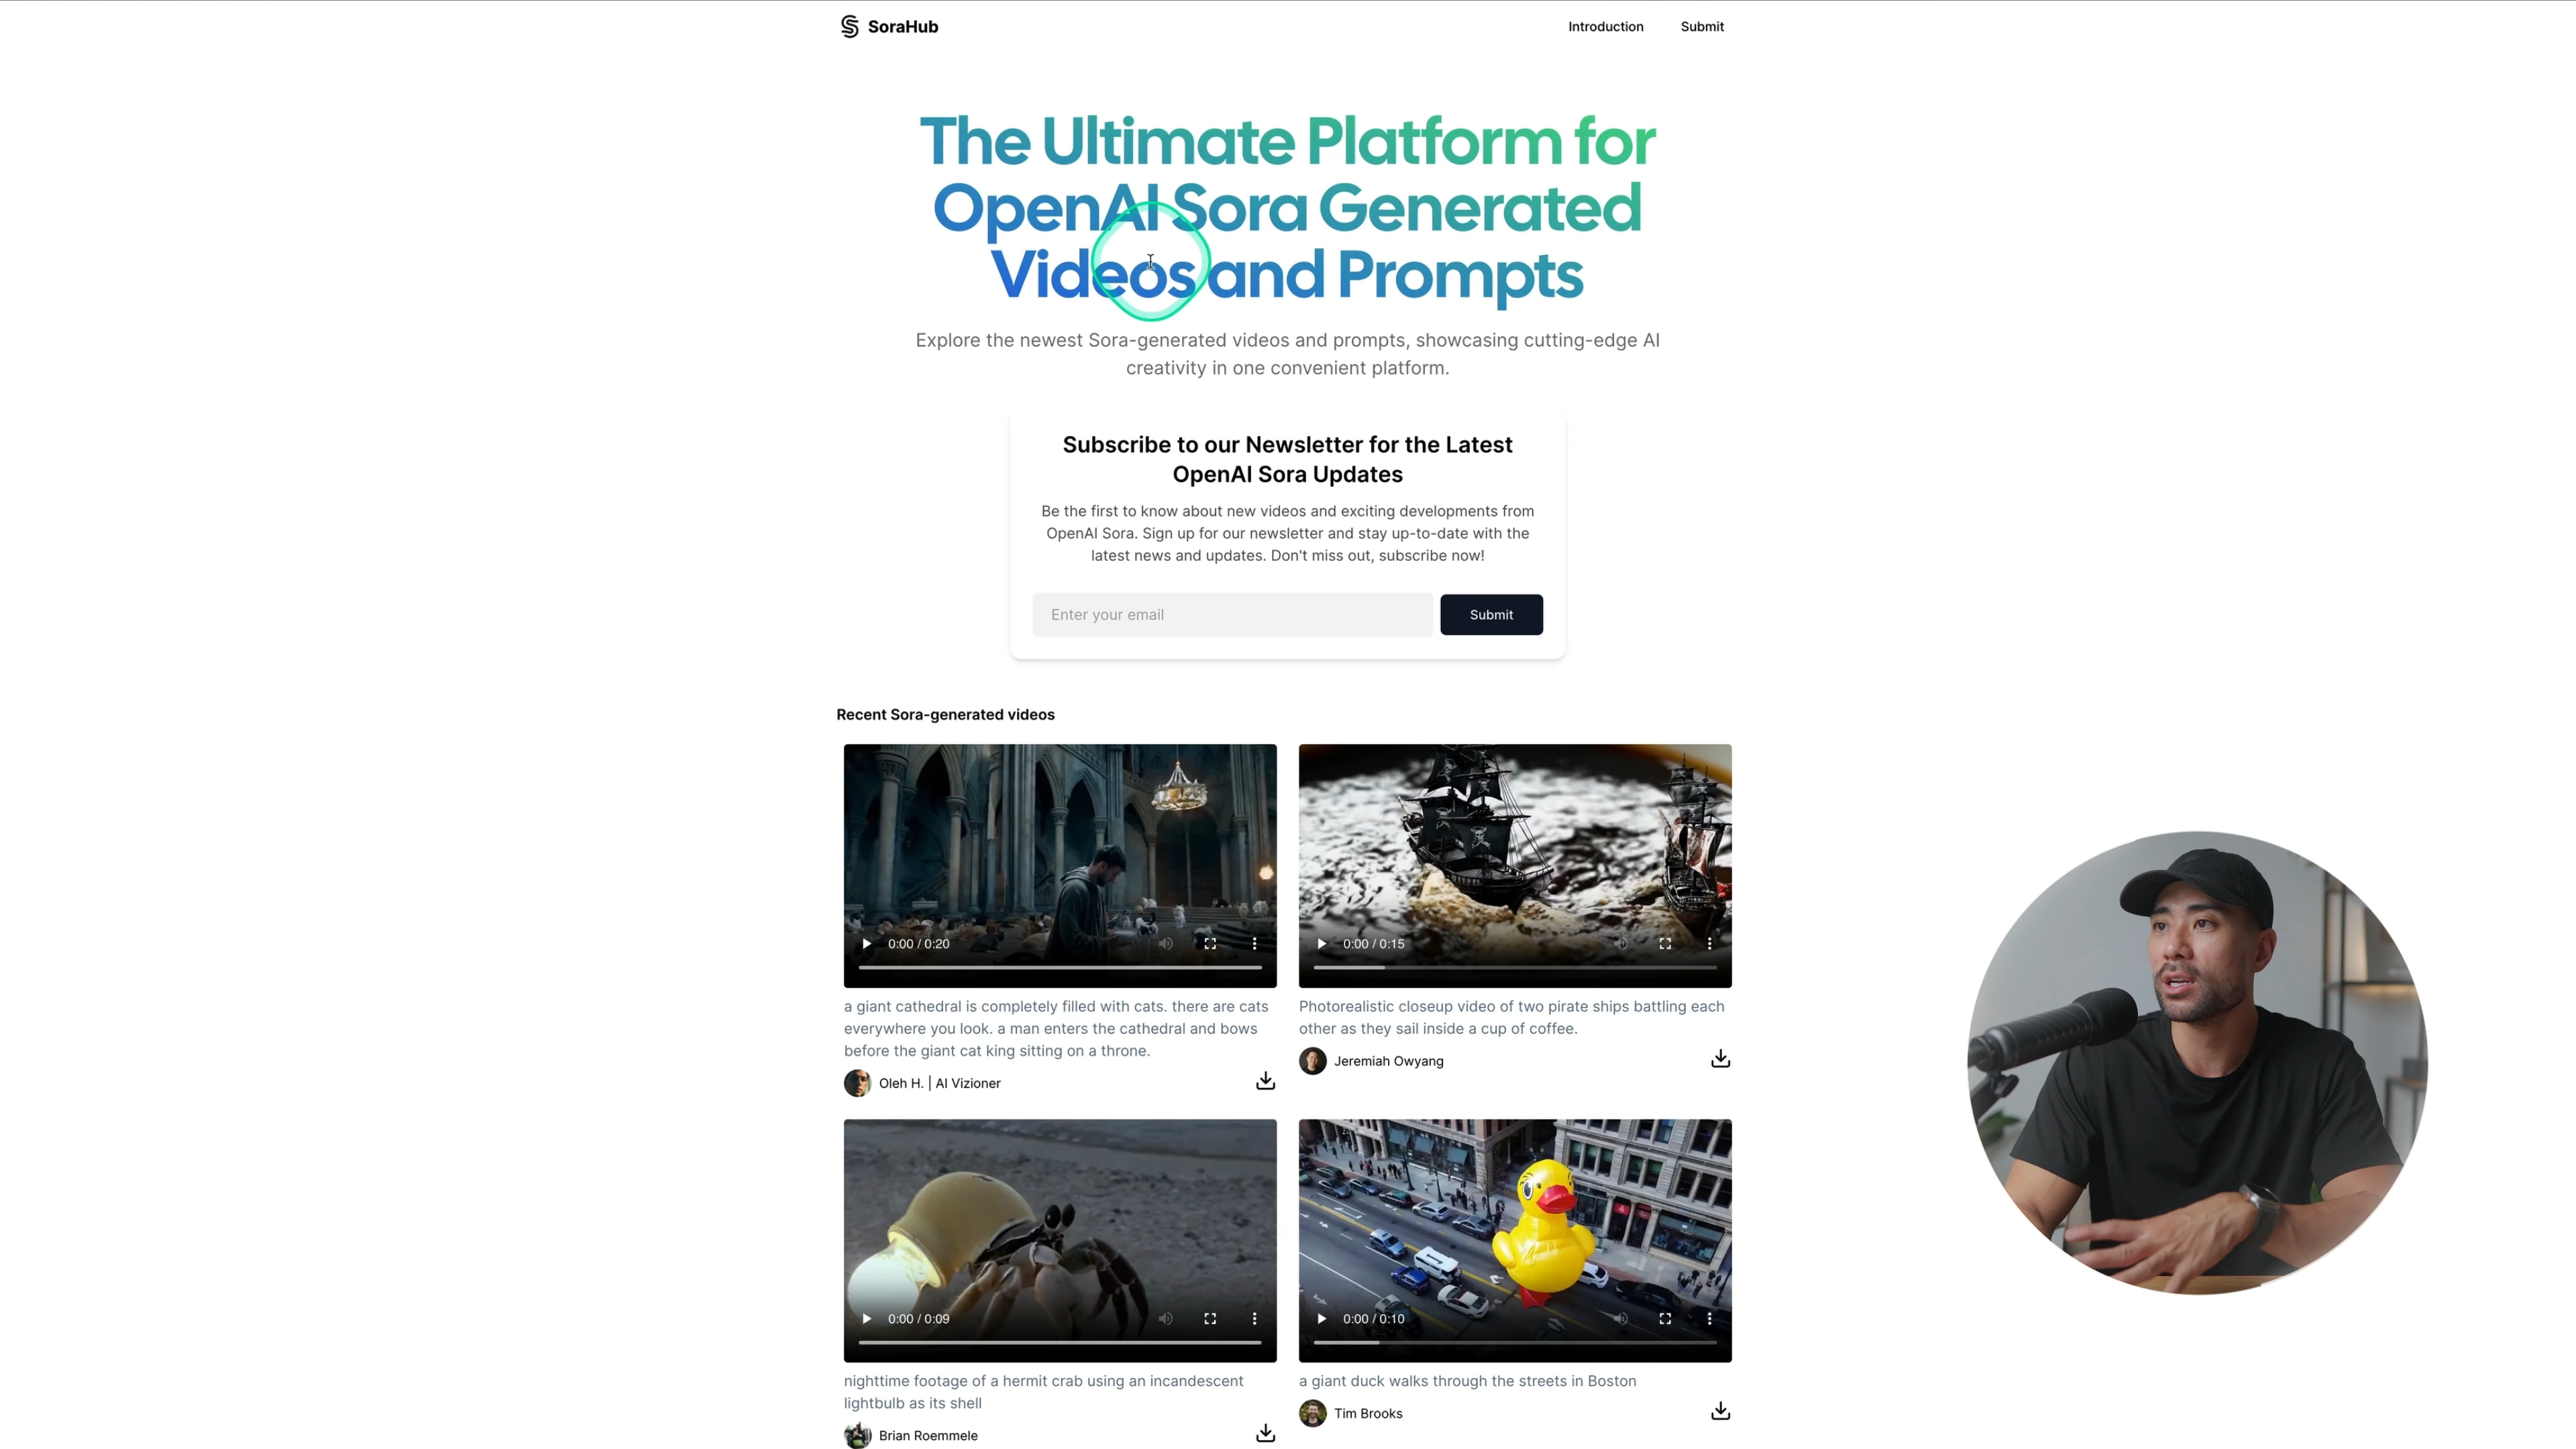 SoraHub
Introduction
Submit
The Ultimate Platform for
OpenAI Sora Generated
Videos and Prompts
Explore the newest Sora-generated videos and prompts, showcasing cutting-edge AI
creativity in one convenient platform.
Subscribe to our Newsletter for the Latest
OpenAI Sora Updates
Be the first to know about new videos and exciting developments from
OpenAI Sora. Sign up for our newsletter and stay up-to-date with the
latest news and updates. Don't miss out, subscribe now!
Enter your email
Submit
Recent Sora-generated videos
0:00 / 0:20
a giant cathedral is completely filled with cats. there are cats
everywhere you look. a man enters the cathedral and bows
before the giant cat king sitting on a throne.
Oleh H. | AI Vizioner
0:00 / 0:15
Photorealistic closeup video of two pirate ships battling each
other as they sail inside a cup of coffee.
Jeremiah Owyang
0:00 / 0:09
nighttime footage of a hermit crab using an incandescent
lightbulb as its shell
Brian Roemmele
0:00 / 0:10
a giant duck walks through the streets in Boston
Tim Brooks